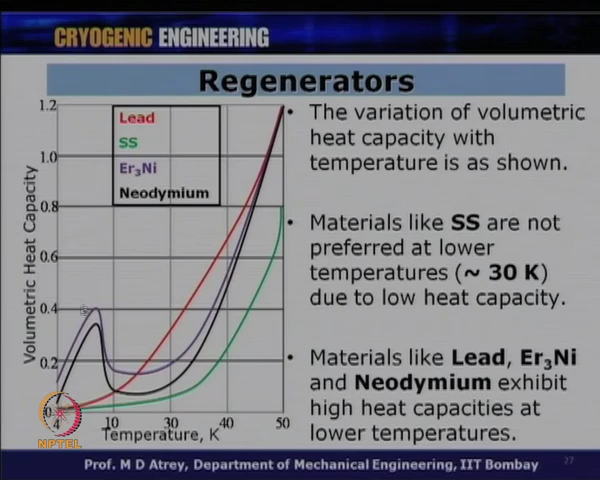 CRYOGENIC ENGINEERING
Regenerators
1.2
1.0
0.8
0.6
0.4
0.2
0
4
10
30
40
50
Volumetric Heat Capacity
Temperature, K
Lead
SS
Er3Ni
Neodymium
• The variation of volumetric
heat capacity with
temperature is as shown.
• Materials like SS are not
preferred at lower
temperatures (~ 30 K)
due to low heat capacity.
• Materials like Lead, Er3Ni
and Neodymium exhibit
high heat capacities at
lower temperatures.
NPTEL
Prof. M D Atrey, Department of Mechanical Engineering, IIT Bombay
27